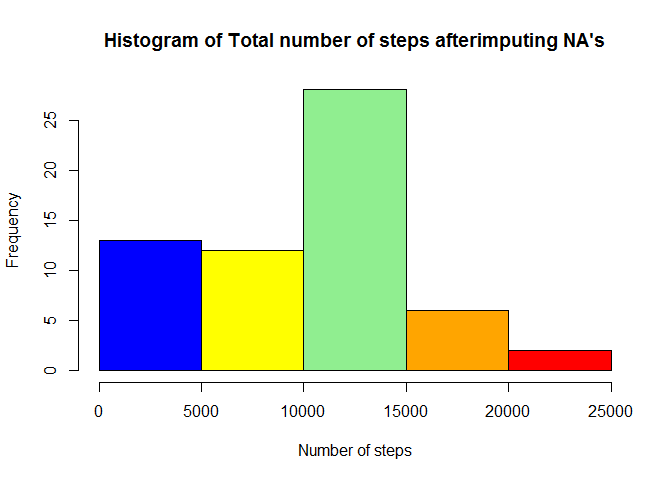 Histogram of Total number of steps afterimputing NA's
Frequency
25
20
15
10
5
0
0 5000 10000 15000 20000 25000
Number of steps